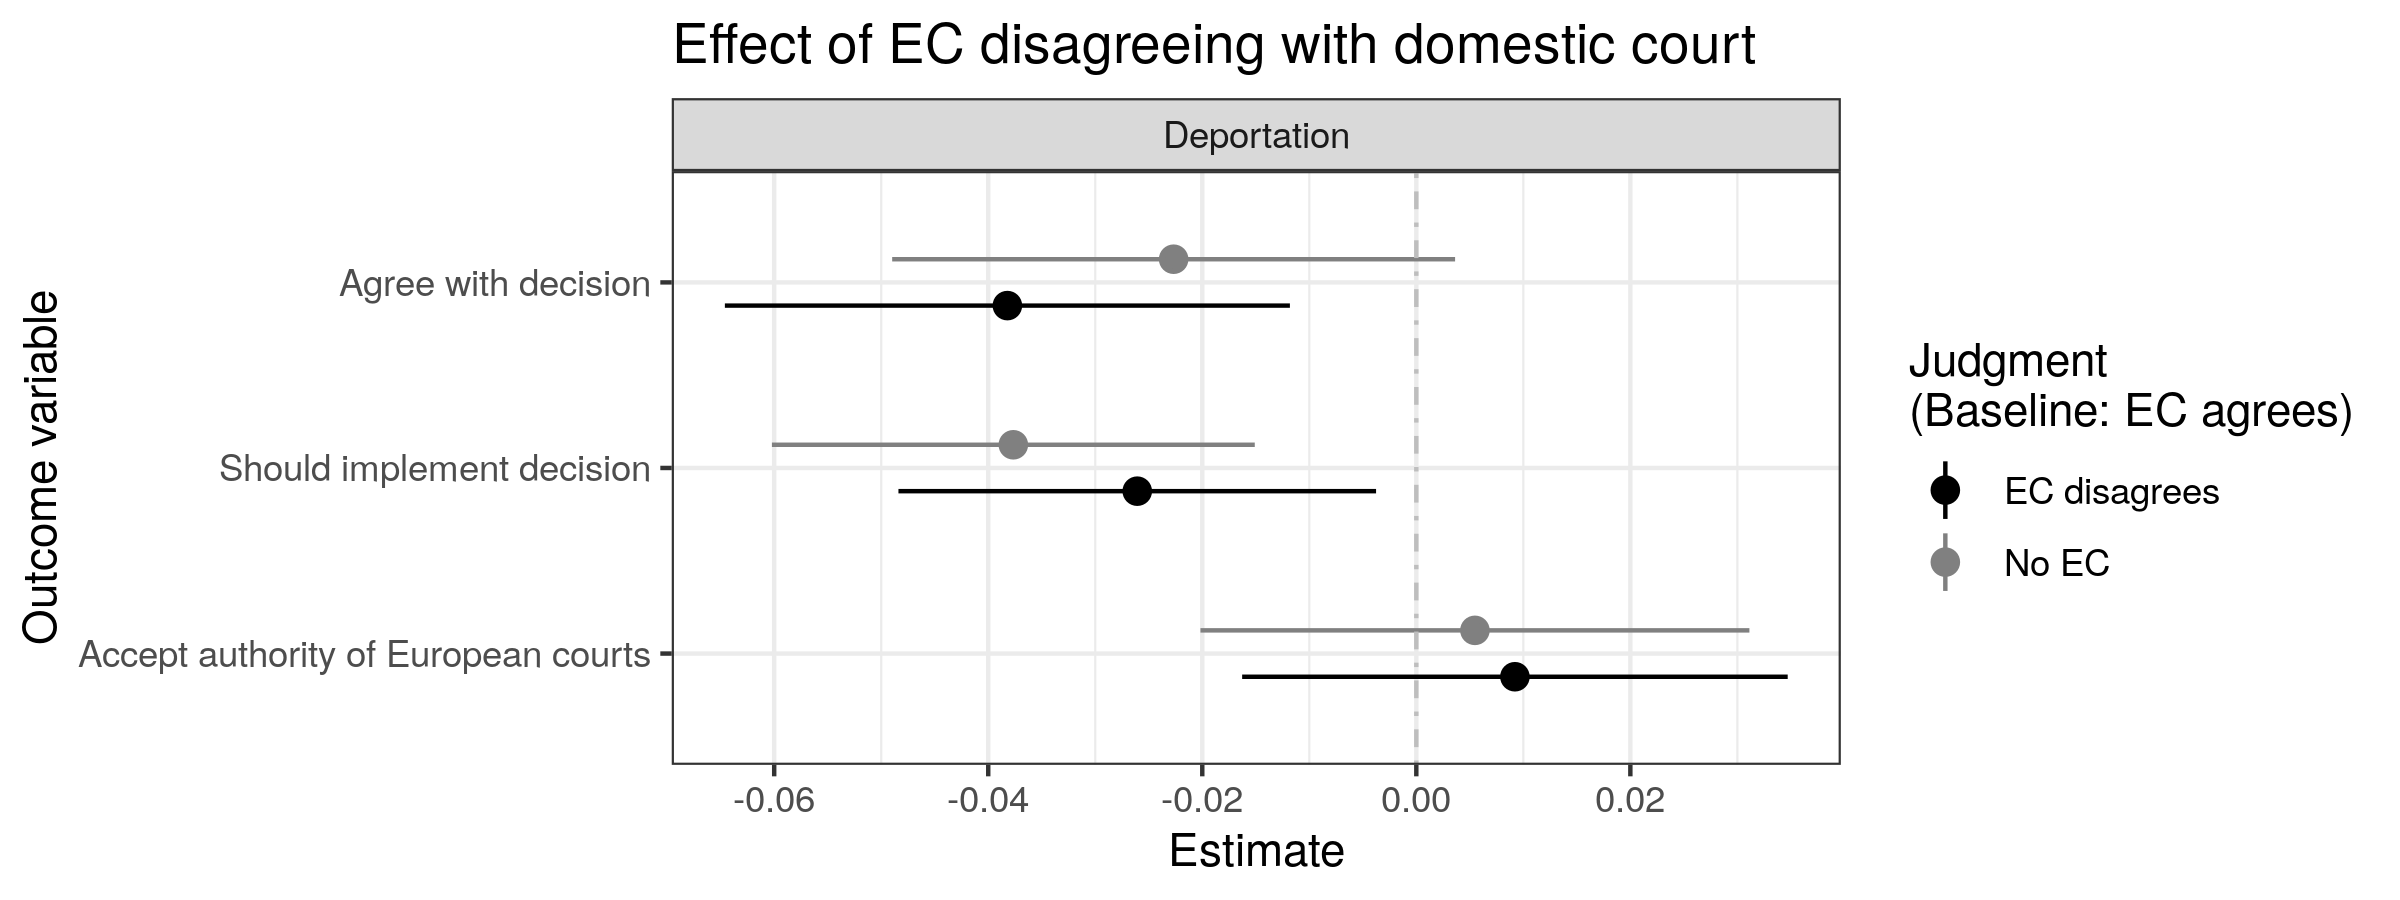 Effect of EC disagreeing with domestic court
Deportation
Outcome variable
Agree with decision
Should implement decision
Accept authority of European courts
-0.06
-0.04
-0.02
0.00
0.02
Estimate
Judgment
(Baseline: EC agrees)
EC disagrees
No EC